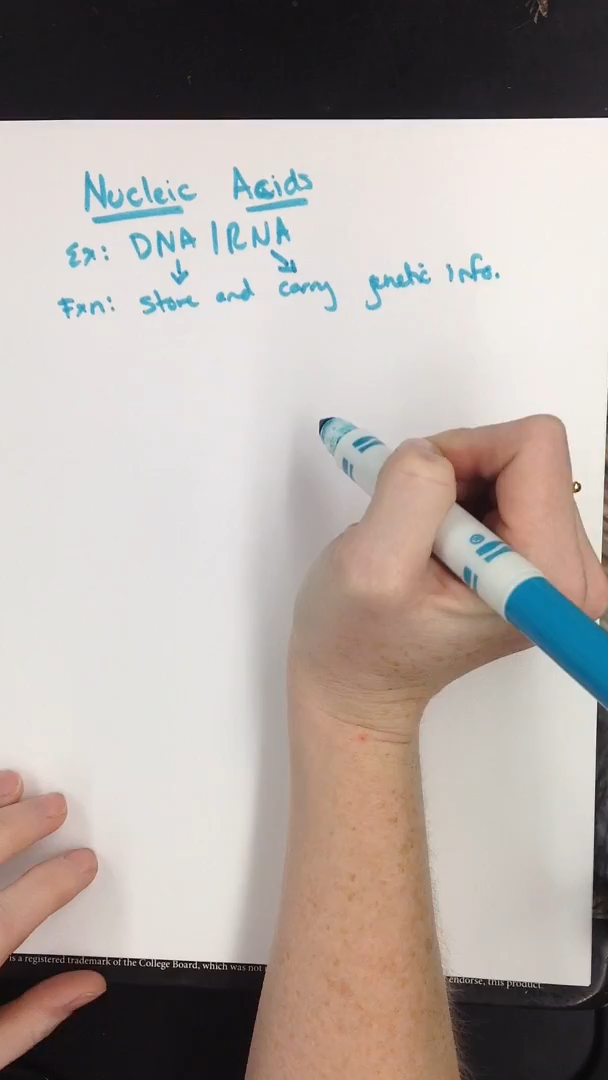 Nucleic Acids
Ex: DNA / RNA
Fxn: store and carry genetic info.
is a registered trademark of the College Board, which was not
endorse, this product.